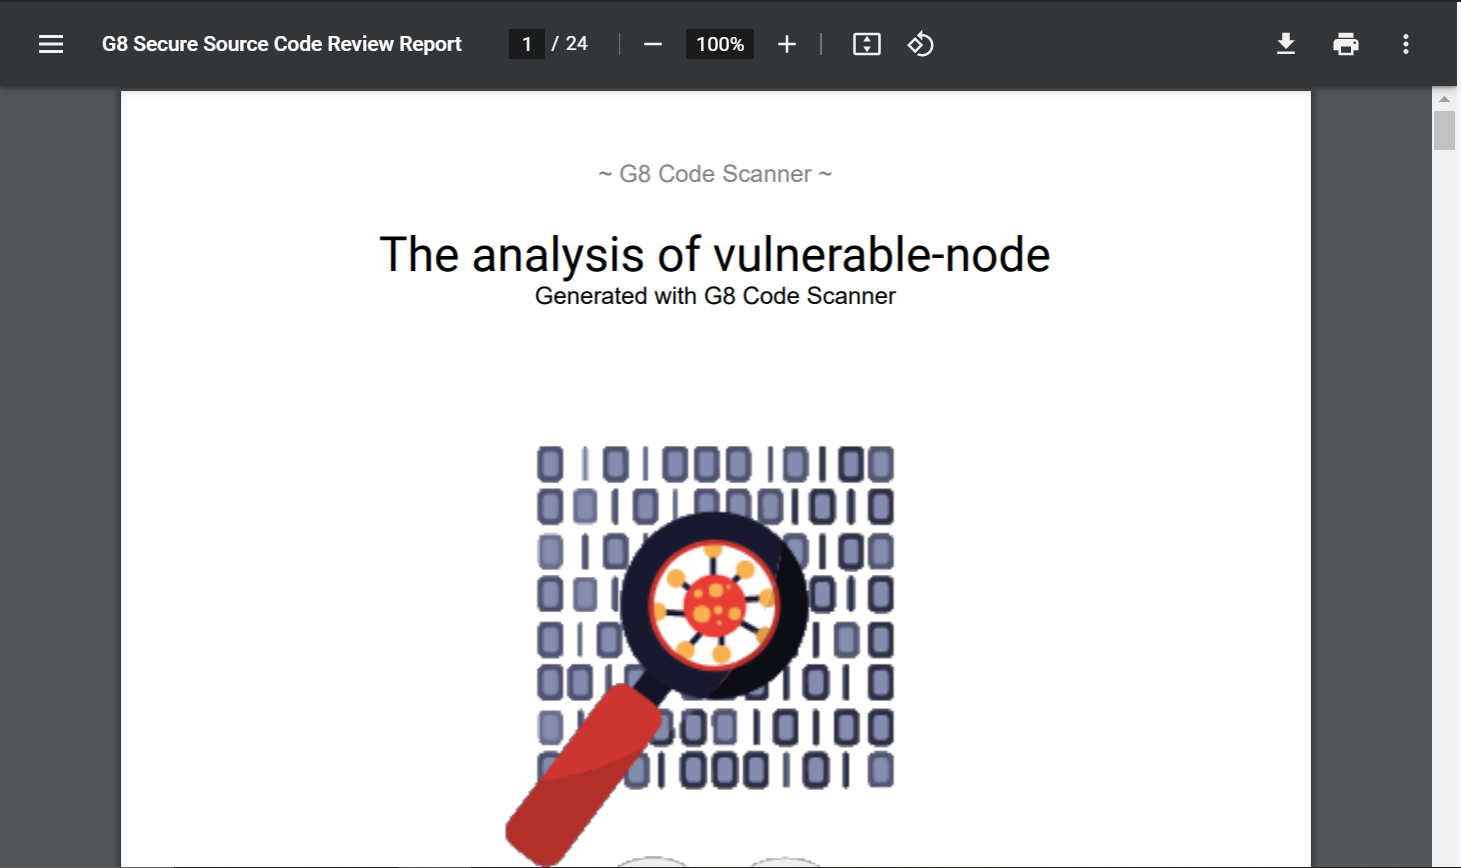 G8 Secure Source Code Review Report 1 / 24 100%
~ G8 Code Scanner ~
The analysis of vulnerable-node
Generated with G8 Code Scanner